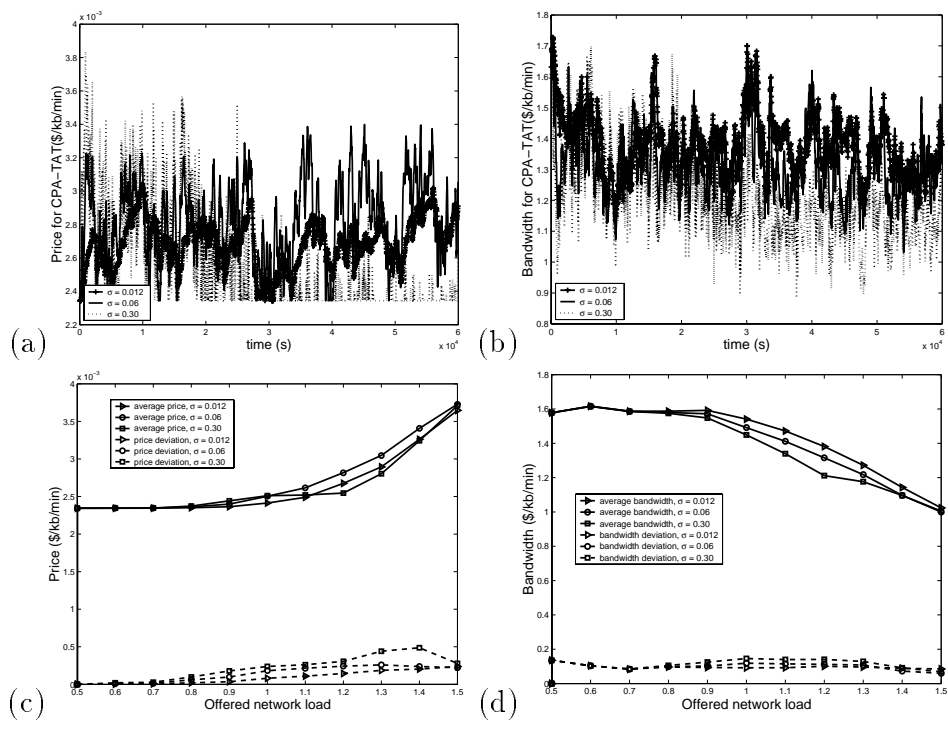 x 10⁻³
4
3.8
3.6
3.4
3.2
3
2.8
2.6
2.4
2.2
Price for CPA−TAT($/kb/min)
σ = 0.012
σ = 0.06
σ = 0.30
0 1 2 3 4 5 6
x 10⁴
time (s)
(a)
1.8
1.7
1.6
1.5
1.4
1.3
1.2
1.1
1
0.9
0.8
Bandwidth for CPA−TAT($/kb/min)
σ = 0.012
σ = 0.06
σ = 0.30
0 1 2 3 4 5 6
x 10⁴
time (s)
(b)
x 10⁻³
4
3.5
3
2.5
2
1.5
1
0.5
0
Price ($/kb/min)
average price, σ = 0.012
average price, σ = 0.06
average price, σ = 0.30
price deviation, σ = 0.012
price deviation, σ = 0.06
price deviation, σ = 0.30
0.5 0.6 0.7 0.8 0.9 1 1.1 1.2 1.3 1.4 1.5
Offered network load
(c)
1.8
1.6
1.4
1.2
1
0.8
0.6
0.4
0.2
0
Bandwidth ($/kb/min)
average bandwidth, σ = 0.012
average bandwidth, σ = 0.06
average bandwidth, σ = 0.30
bandwidth deviation, σ = 0.012
bandwidth deviation, σ = 0.06
bandwidth deviation, σ = 0.30
0.5 0.6 0.7 0.8 0.9 1 1.1 1.2 1.3 1.4 1.5
Offered network load
(d)